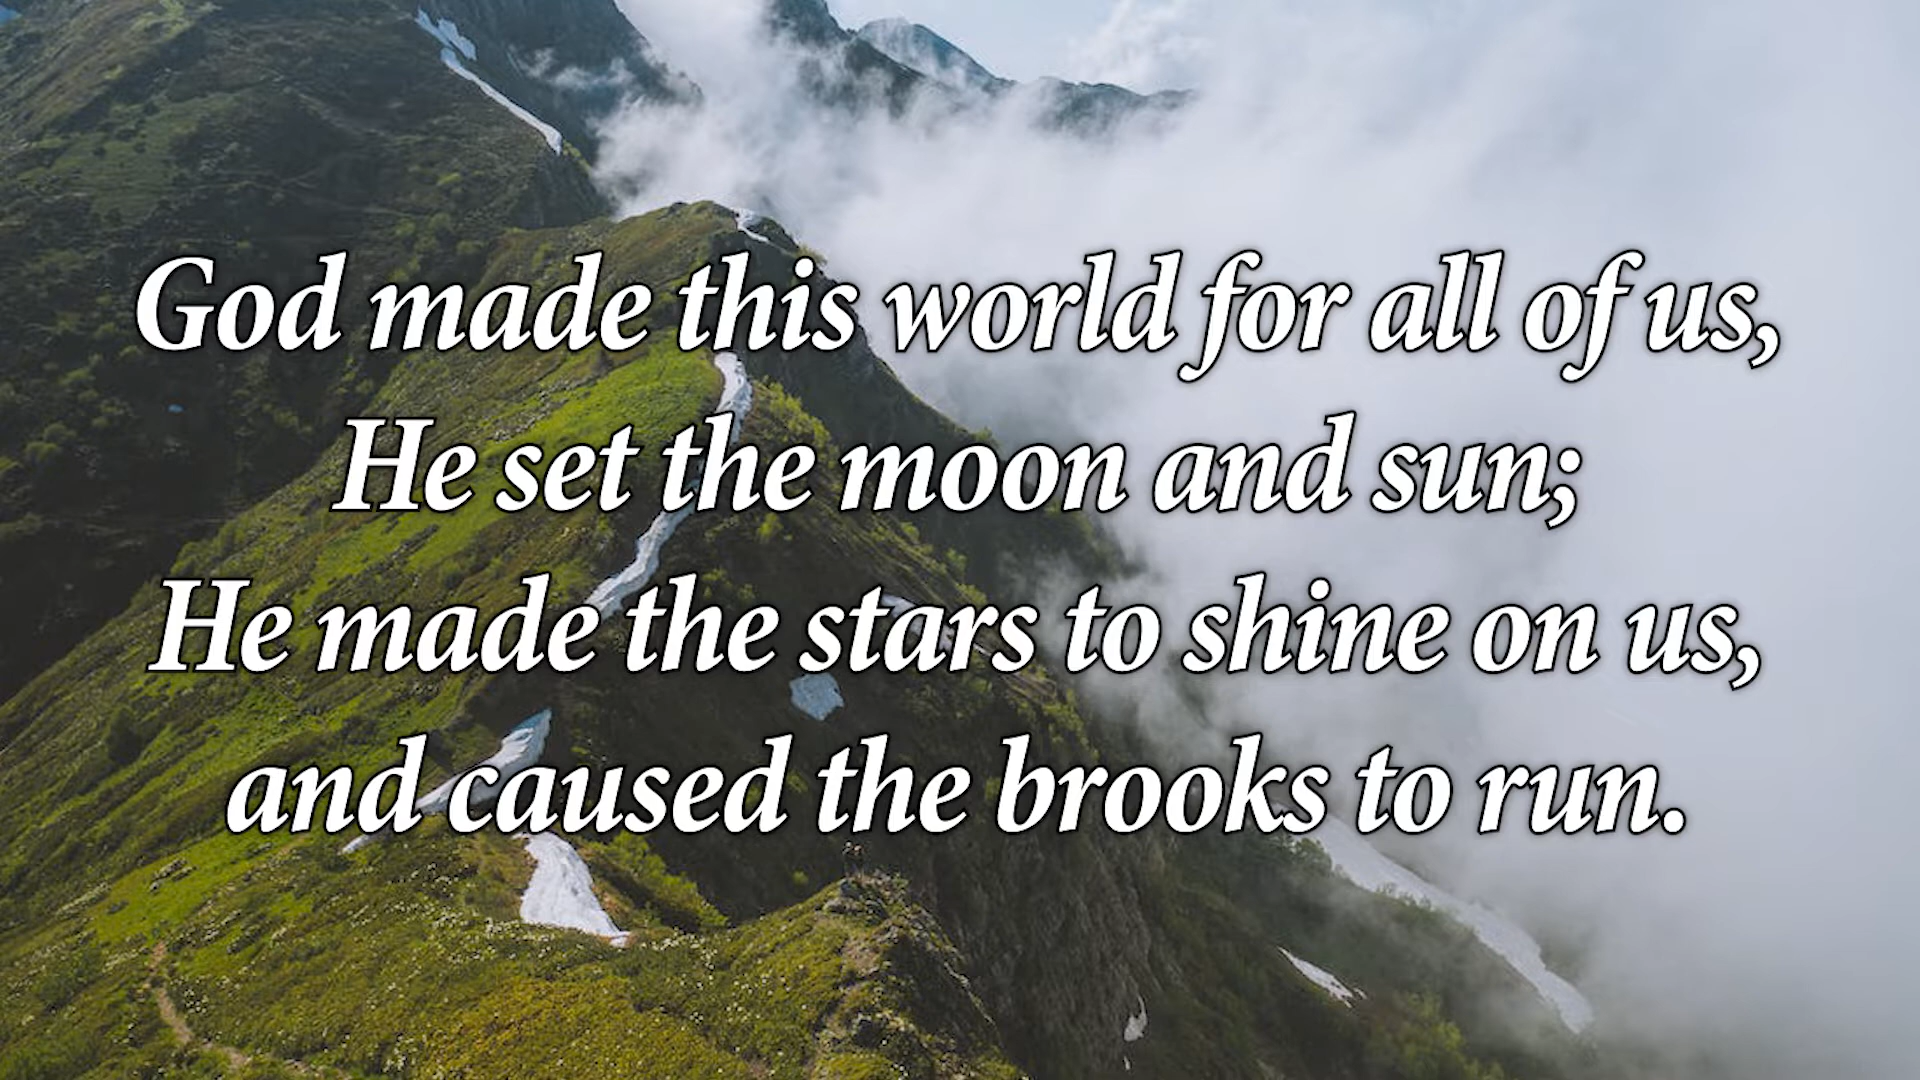 God made this world for all of us,
He set the moon and sun;
He made the stars to shine on us,
and caused the brooks to run.